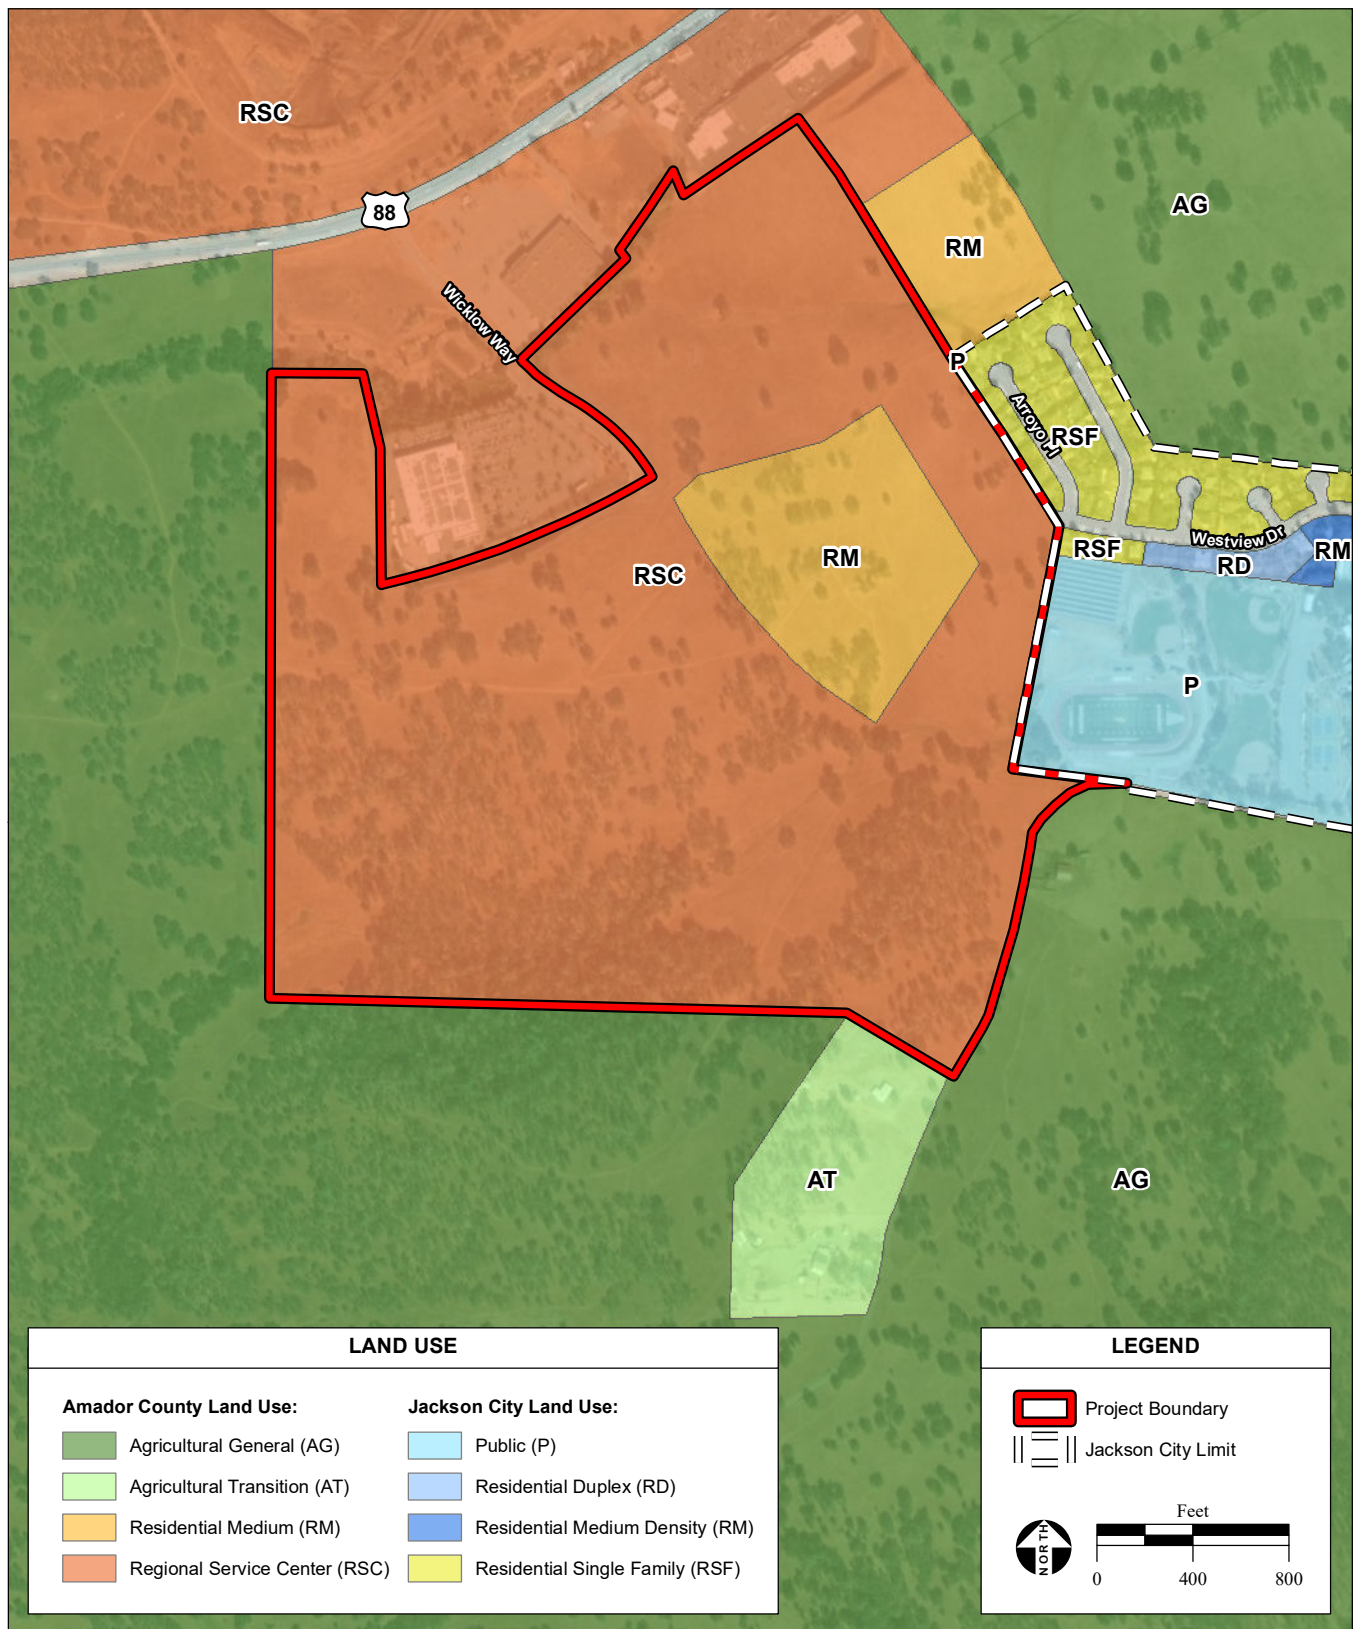 RSC
88
AG
RM
Wicklow Way
P
Arroyo Pl
RSF
Westview Dr
RSF
RD
RM
RM
RSC
P
AT
AG
LAND USE
Amador County Land Use:
Agricultural General (AG)
Agricultural Transition (AT)
Residential Medium (RM)
Regional Service Center (RSC)
Jackson City Land Use:
Public (P)
Residential Duplex (RD)
Residential Medium Density (RM)
Residential Single Family (RSF)
LEGEND
Project Boundary
Jackson City Limit
NORTH
Feet
0 400 800